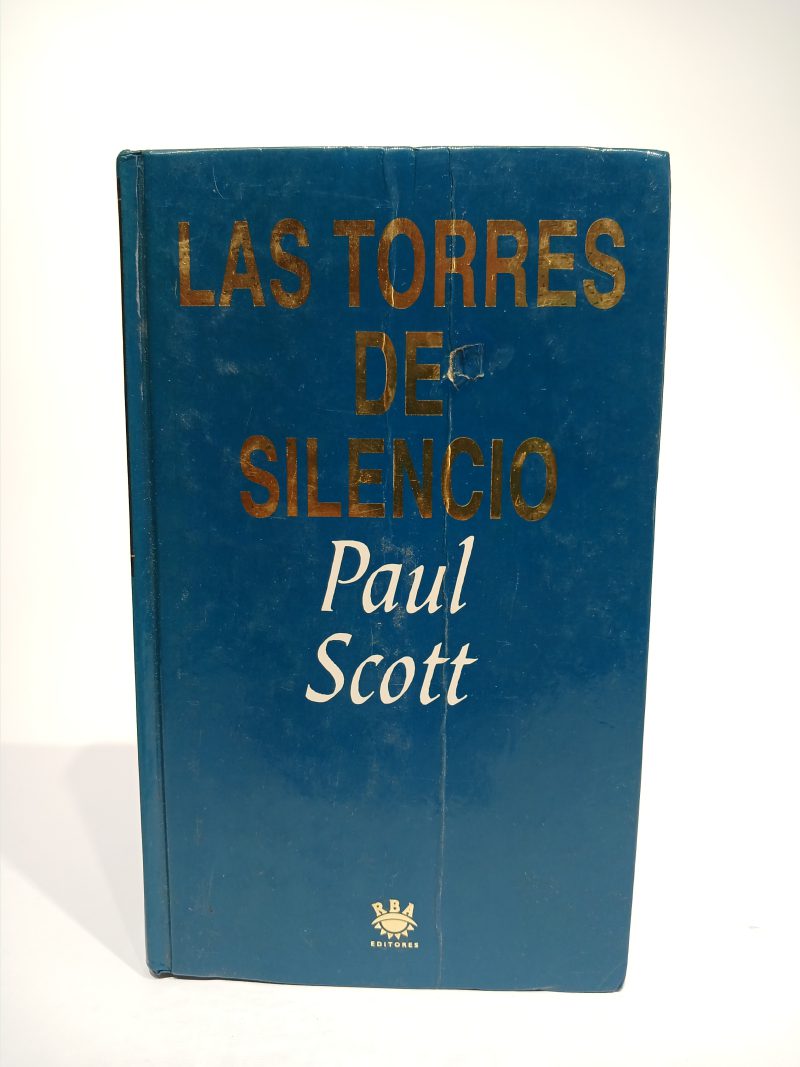 LAS TORRES
DE
SILENCIO
Paul
Scott
RBA
EDITORES